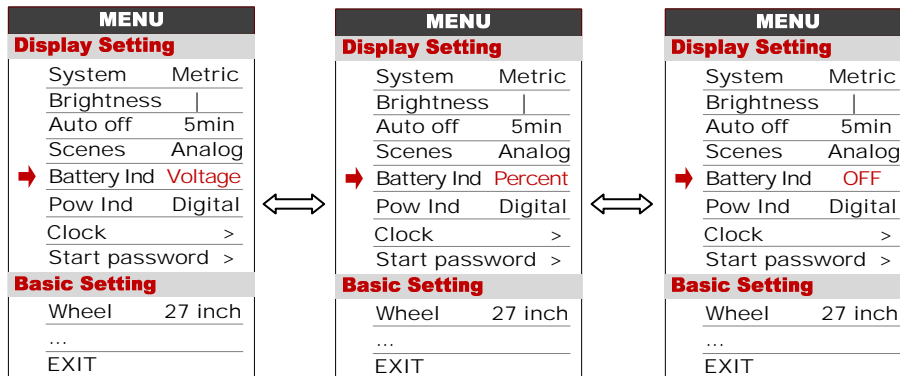 MENU
Display Setting
System Metric
Brightness |
Auto off 5min
Scenes Analog
Battery Ind Voltage
Pow Ind Digital
Clock >
Start password >
Basic Setting
Wheel 27 inch
...
EXIT
MENU
Display Setting
System Metric
Brightness |
Auto off 5min
Scenes Analog
Battery Ind Percent
Pow Ind Digital
Clock >
Start password >
Basic Setting
Wheel 27 inch
...
EXIT
MENU
Display Setting
System Metric
Brightness |
Auto off 5min
Scenes Analog
Battery Ind OFF
Pow Ind Digital
Clock >
Start password >
Basic Setting
Wheel 27 inch
...
EXIT